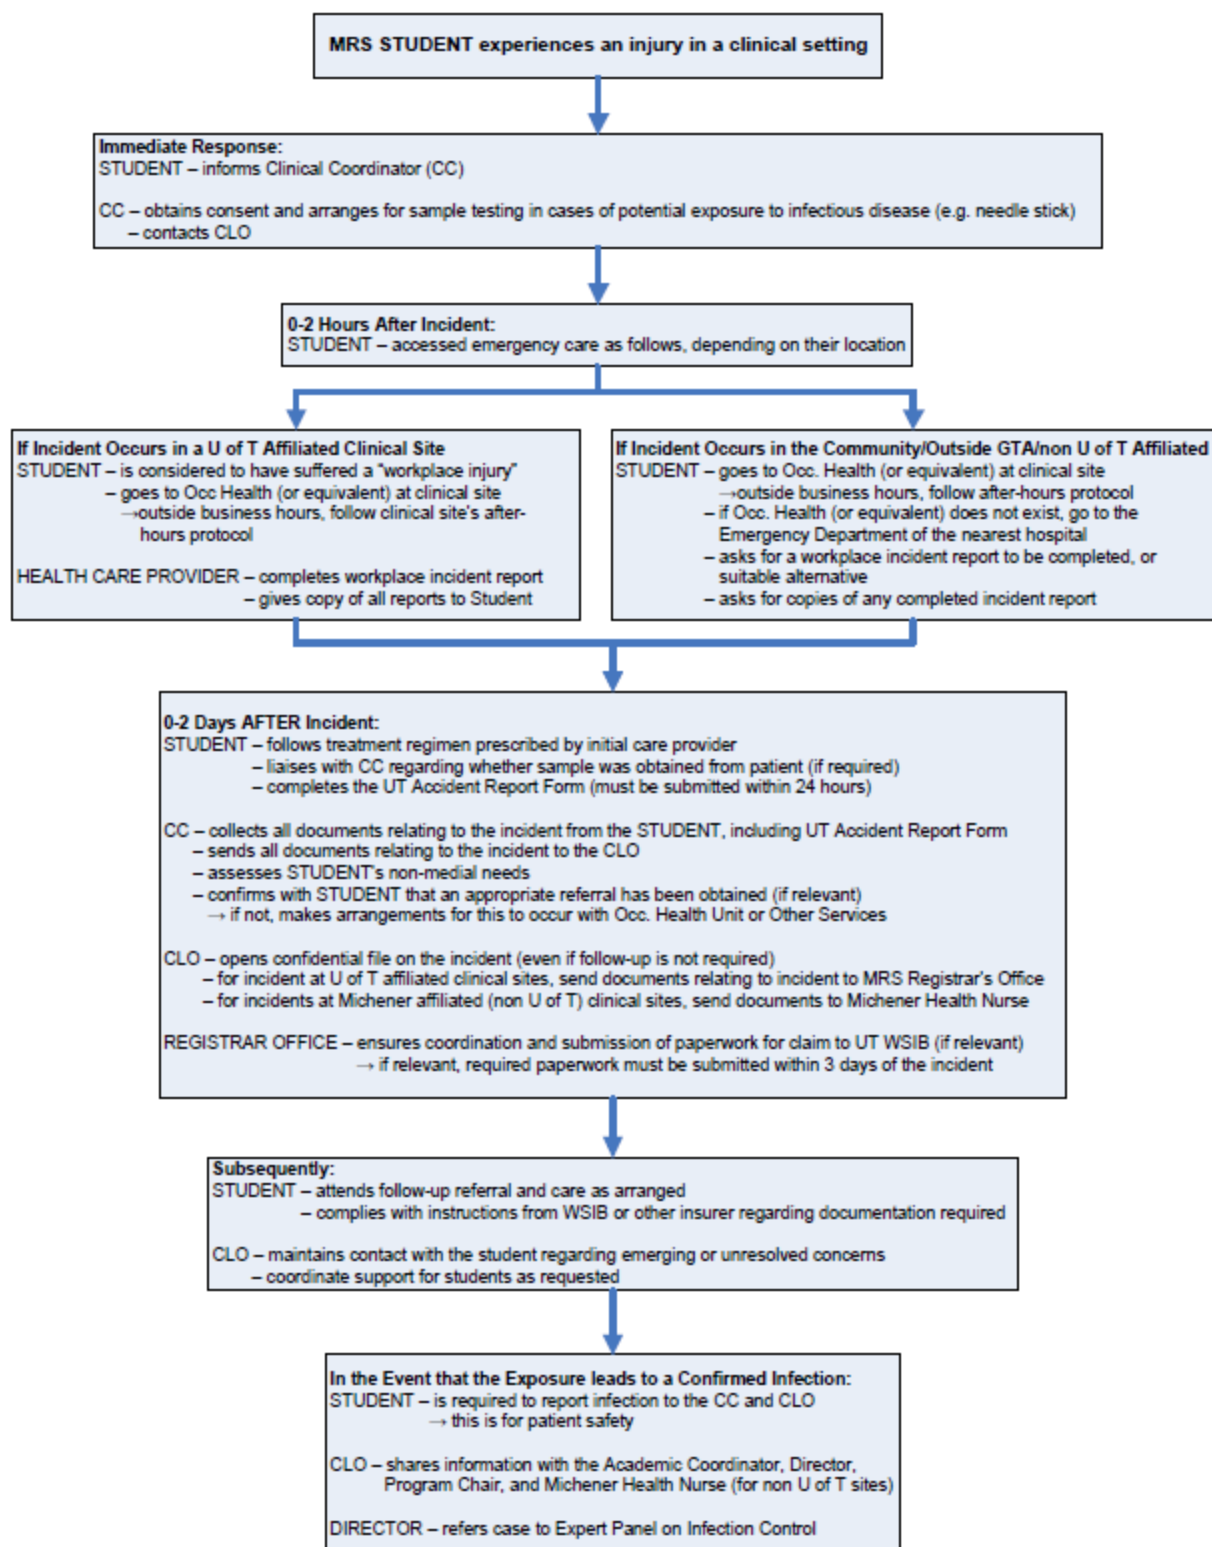 MRS STUDENT experiences an injury in a clinical setting
Immediate Response:
STUDENT – informs Clinical Coordinator (CC)
CC – obtains consent and arranges for sample testing in cases of potential exposure to infectious disease (e.g. needle stick)
– contacts CLO
0-2 Hours After Incident:
STUDENT – accessed emergency care as follows, depending on their location
If Incident Occurs in a U of T Affiliated Clinical Site
STUDENT – is considered to have suffered a "workplace injury"
– goes to Occ Health (or equivalent) at clinical site
→outside business hours, follow clinical site's after-
hours protocol
HEALTH CARE PROVIDER – completes workplace incident report
– gives copy of all reports to Student
If Incident Occurs in the Community/Outside GTA/non U of T Affiliated
STUDENT – goes to Occ. Health (or equivalent) at clinical site
→outside business hours, follow after-hours protocol
– if Occ. Health (or equivalent) does not exist, go to the
Emergency Department of the nearest hospital
– asks for a workplace incident report to be completed, or
suitable alternative
– asks for copies of any completed incident report
0-2 Days AFTER Incident:
STUDENT – follows treatment regimen prescribed by initial care provider
– liaises with CC regarding whether sample was obtained from patient (if required)
– completes the UT Accident Report Form (must be submitted within 24 hours)
CC – collects all documents relating to the incident from the STUDENT, including UT Accident Report Form
– sends all documents relating to the incident to the CLO
– assesses STUDENT's non-medial needs
– confirms with STUDENT that an appropriate referral has been obtained (if relevant)
→ if not, makes arrangements for this to occur with Occ. Health Unit or Other Services
CLO – opens confidential file on the incident (even if follow-up is not required)
– for incident at U of T affiliated clinical sites, send documents relating to incident to MRS Registrar's Office
– for incidents at Michener affiliated (non U of T) clinical sites, send documents to Michener Health Nurse
REGISTRAR OFFICE – ensures coordination and submission of paperwork for claim to UT WSIB (if relevant)
→ if relevant, required paperwork must be submitted within 3 days of the incident
Subsequently:
STUDENT – attends follow-up referral and care as arranged
– complies with instructions from WSIB or other insurer regarding documentation required
CLO – maintains contact with the student regarding emerging or unresolved concerns
– coordinate support for students as requested
In the Event that the Exposure leads to a Confirmed Infection:
STUDENT – is required to report infection to the CC and CLO
→ this is for patient safety
CLO – shares information with the Academic Coordinator, Director,
Program Chair, and Michener Health Nurse (for non U of T sites)
DIRECTOR – refers case to Expert Panel on Infection Control